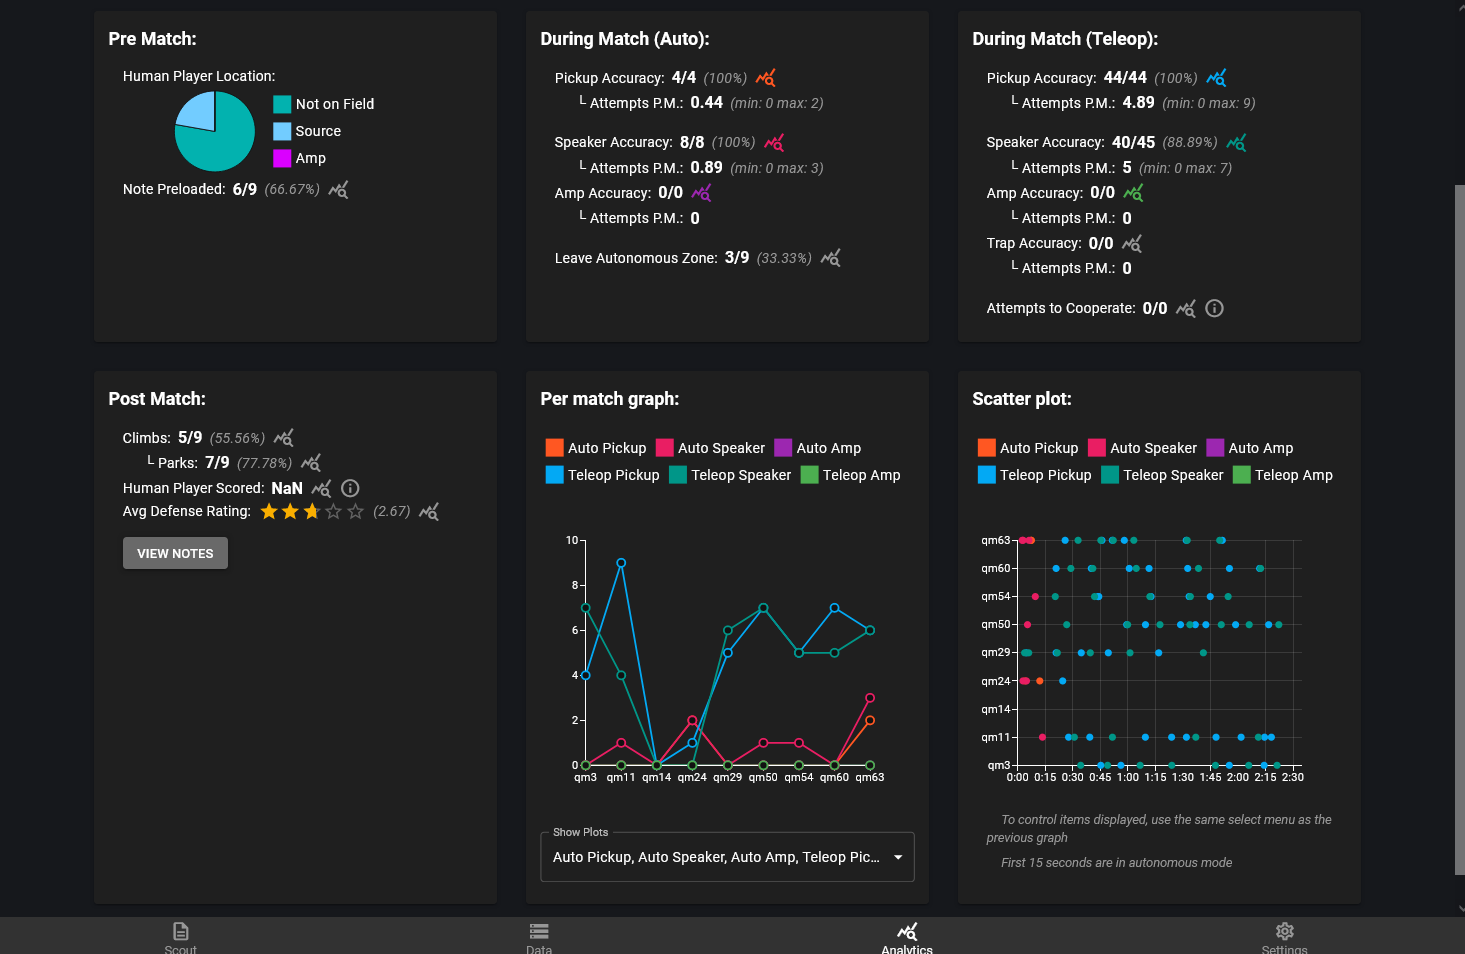 Pre Match:
Human Player Location:
Not on Field
Source
Amp
Note Preloaded: 6/9 (66.67%)
During Match (Auto):
Pickup Accuracy: 4/4 (100%)
└ Attempts P.M.: 0.44 (min: 0 max: 2)
Speaker Accuracy: 8/8 (100%)
└ Attempts P.M.: 0.89 (min: 0 max: 3)
Amp Accuracy: 0/0
└ Attempts P.M.: 0
Leave Autonomous Zone: 3/9 (33.33%)
During Match (Teleop):
Pickup Accuracy: 44/44 (100%)
└ Attempts P.M.: 4.89 (min: 0 max: 9)
Speaker Accuracy: 40/45 (88.89%)
└ Attempts P.M.: 5 (min: 0 max: 7)
Amp Accuracy: 0/0
└ Attempts P.M.: 0
Trap Accuracy: 0/0
└ Attempts P.M.: 0
Attempts to Cooperate: 0/0
Post Match:
Climbs: 5/9 (55.56%)
└ Parks: 7/9 (77.78%)
Human Player Scored: NaN
Avg Defense Rating: (2.67)
VIEW NOTES
Per match graph:
Auto Pickup Auto Speaker Auto Amp
Teleop Pickup Teleop Speaker Teleop Amp
10
8
6
4
2
0
qm3 qm11 qm14 qm24 qm29 qm50 qm54 qm60 qm63
Show Plots
Auto Pickup, Auto Speaker, Auto Amp, Teleop Pic...
Scatter plot:
Auto Pickup Auto Speaker Auto Amp
Teleop Pickup Teleop Speaker Teleop Amp
qm63
qm60
qm54
qm50
qm29
qm24
qm14
qm11
qm3
0:00 0:15 0:30 0:45 1:00 1:15 1:30 1:45 2:00 2:15 2:30
To control items displayed, use the same select menu as the
previous graph
First 15 seconds are in autonomous mode
Scout Data Analytics Settings